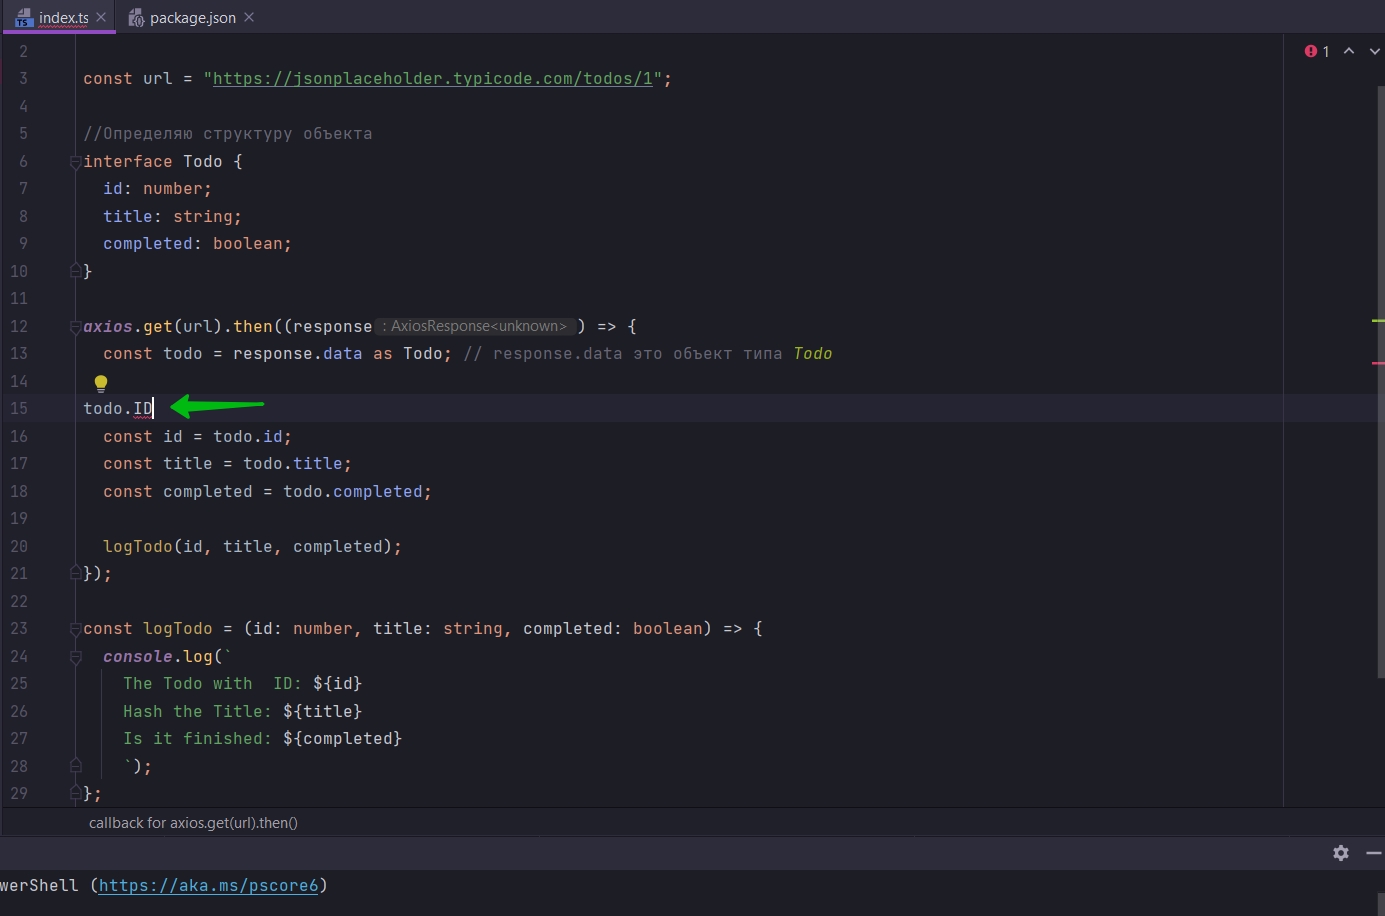 index.ts package.json
2
1
3 const url = "https://jsonplaceholder.typicode.com/todos/1";
4
5 //Определяю структуру объекта
6 interface Todo {
7 id: number;
8 title: string;
9 completed: boolean;
10 }
11
12 axios.get(url).then((response : AxiosResponse<unknown> ) => {
13 const todo = response.data as Todo; // response.data это объект типа Todo
14
15 todo.ID
16 const id = todo.id;
17 const title = todo.title;
18 const completed = todo.completed;
19
20 logTodo(id, title, completed);
21 });
22
23 const logTodo = (id: number, title: string, completed: boolean) => {
24 console.log(`
25 The Todo with  ID: ${id}
26 Hash the Title: ${title}
27 Is it finished: ${completed}
28 `);
29 };
callback for axios.get(url).then()
werShell (https://aka.ms/pscore6)